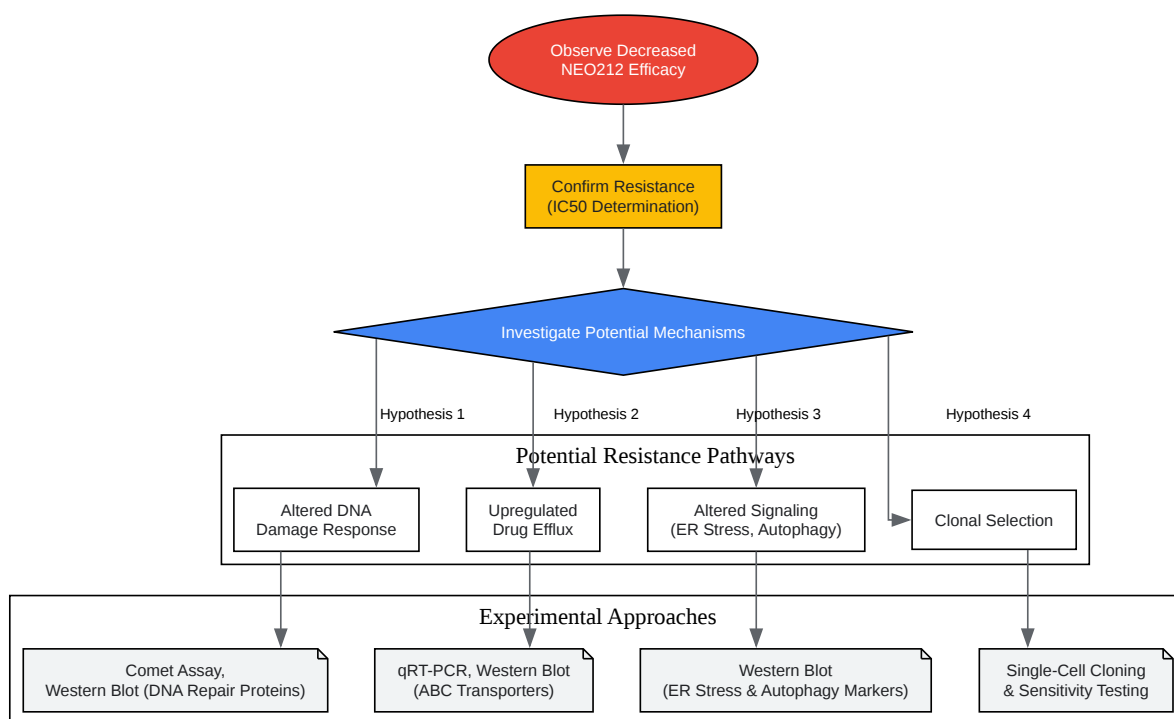 Observe Decreased
NEO212 Efficacy
Confirm Resistance
(IC50 Determination)
Investigate Potential Mechanisms
Hypothesis 1
Hypothesis 2
Hypothesis 3
Hypothesis 4
Potential Resistance Pathways
Altered DNA
Damage Response
Upregulated
Drug Efflux
Altered Signaling
(ER Stress, Autophagy)
Clonal Selection
Experimental Approaches
Comet Assay,
Western Blot (DNA Repair Proteins)
qRT-PCR, Western Blot
(ABC Transporters)
Western Blot
(ER Stress & Autophagy Markers)
Single-Cell Cloning
& Sensitivity Testing